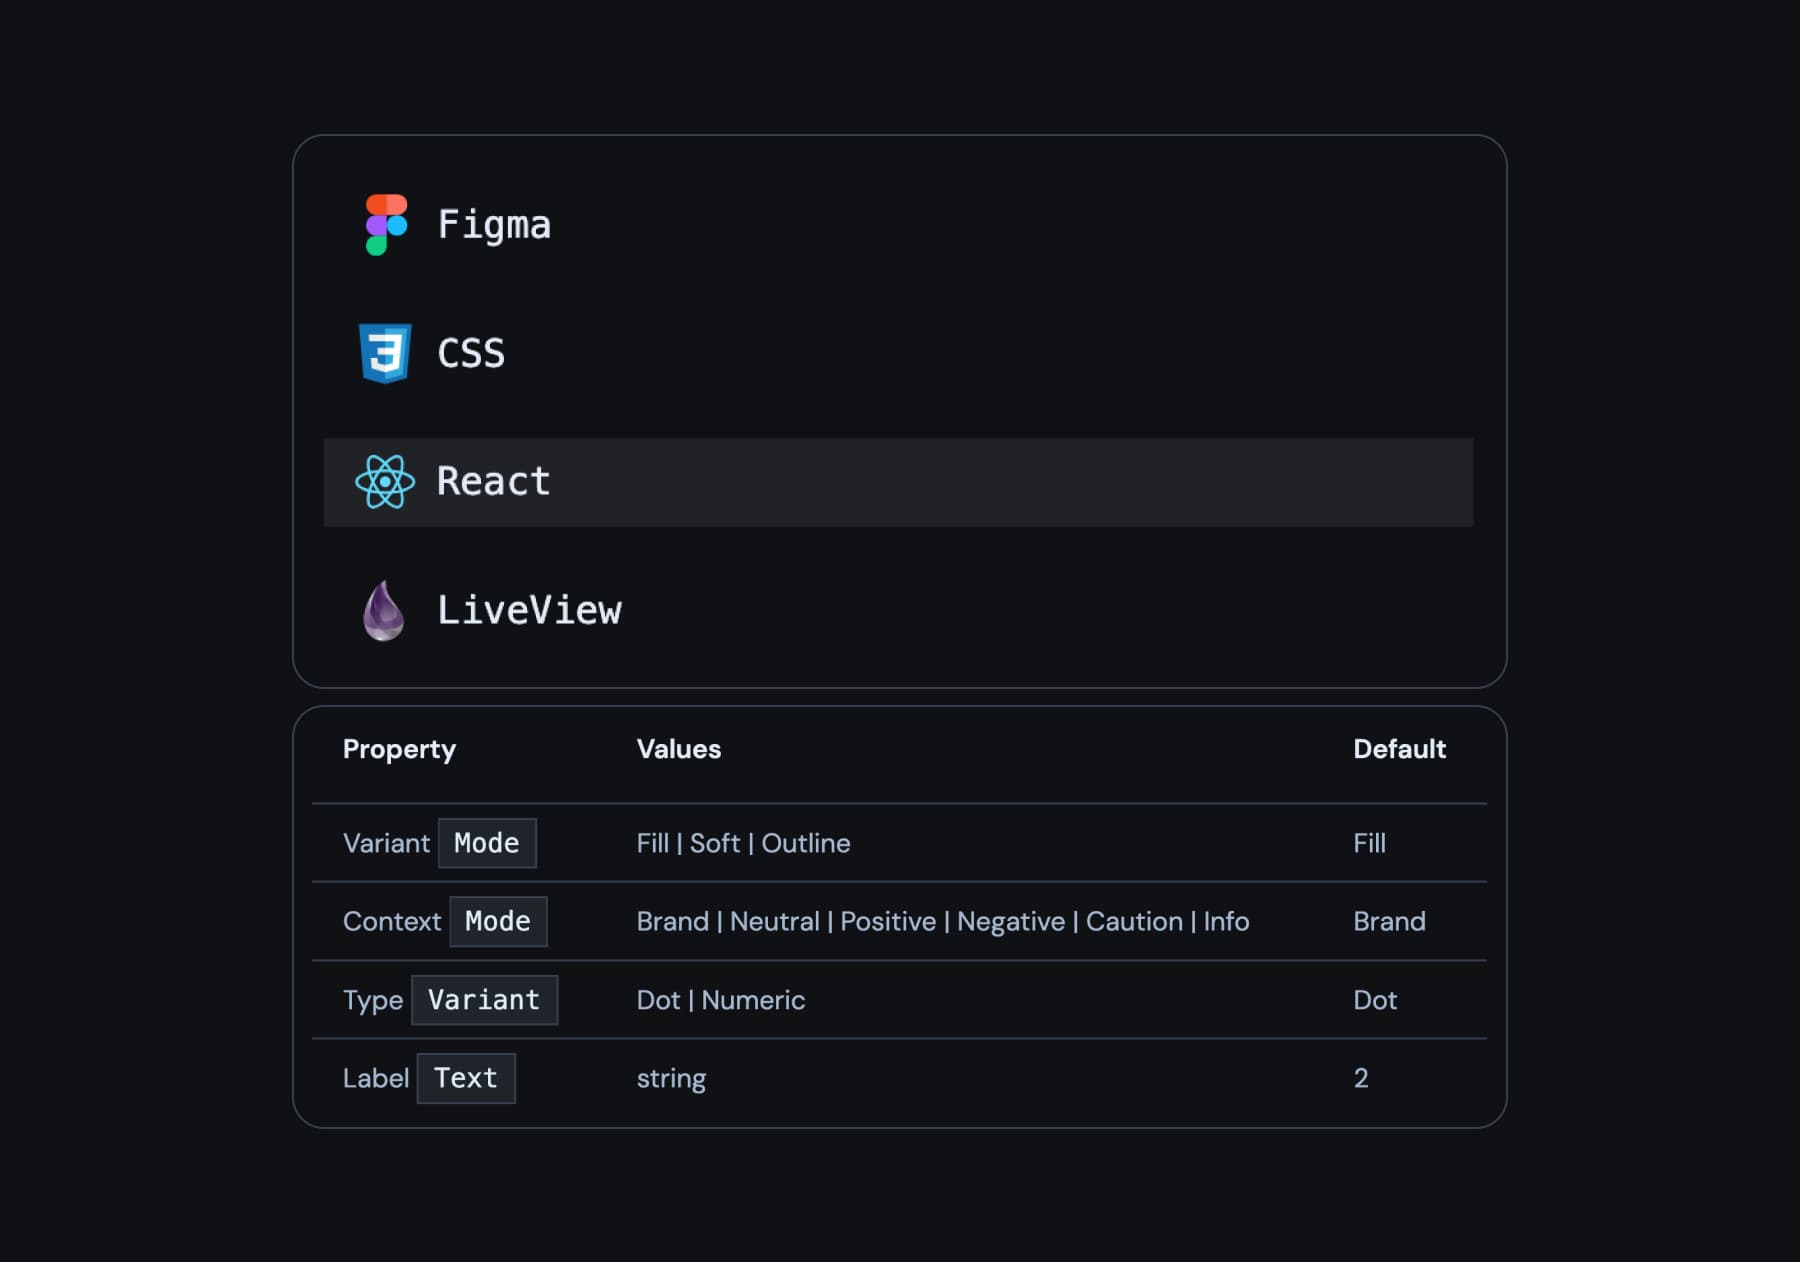 Figma
CSS
React
LiveView
Property Values Default
Variant Mode Fill | Soft | Outline Fill
Context Mode Brand | Neutral | Positive | Negative | Caution | Info Brand
Type Variant Dot | Numeric Dot
Label Text string 2